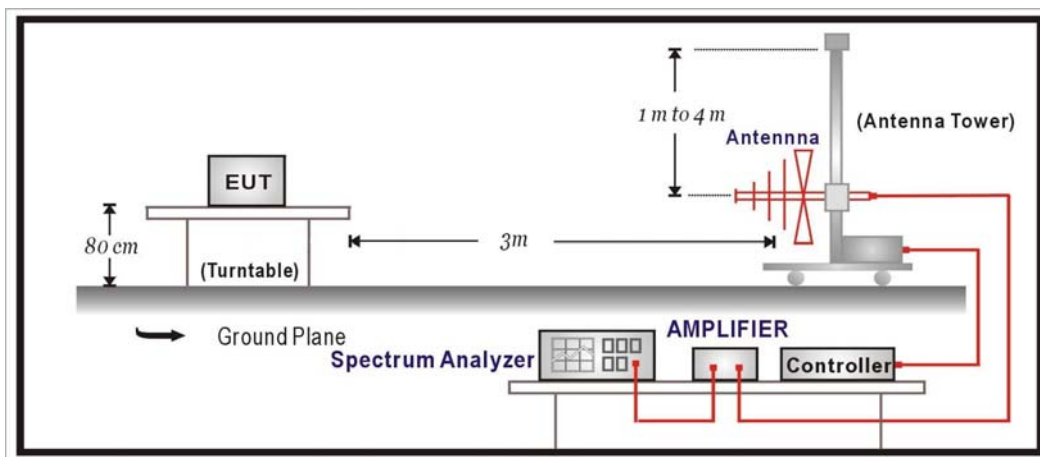 1 m to 4 m
(Antenna Tower)
Antennna
EUT
80 cm
3m
(Turntable)
Ground Plane
AMPLIFIER
Spectrum Analyzer
Controller